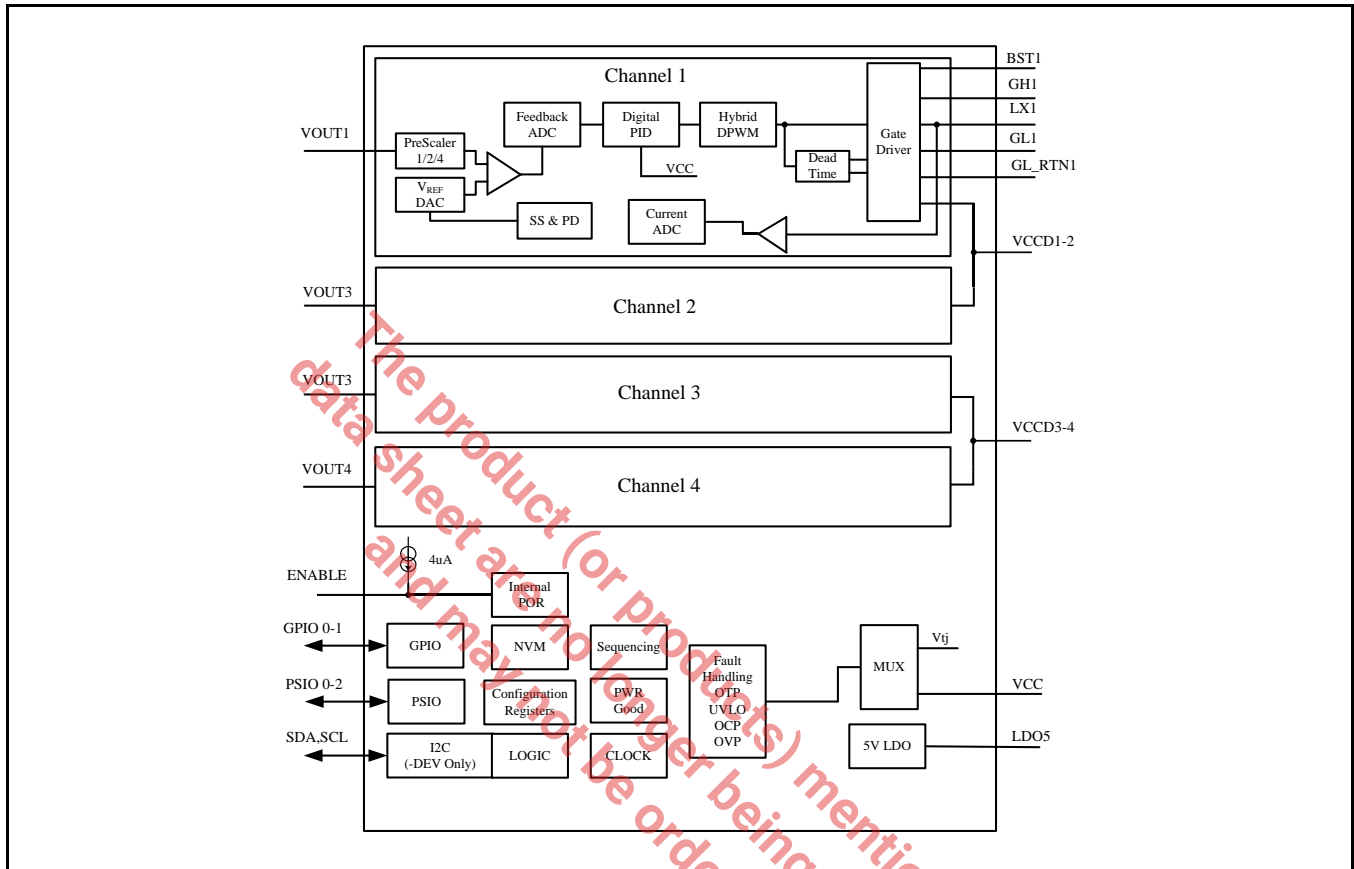 Channel 1
BST1
GH1
LX1
GL1
GL_RTN1
VOUT1
PreScaler
1/2/4
VREF
DAC
Feedback
ADC
Digital
PID
Hybrid
DPWM
VCC
Dead
Time
Gate
Driver
SS & PD
Current
ADC
VCCD1-2
VOUT3
Channel 2
VOUT3
Channel 3
VCCD3-4
VOUT4
Channel 4
4uA
ENABLE
Internal
POR
GPIO 0-1
GPIO
NVM
Sequencing
PSIO 0-2
PSIO
Configuration
Registers
PWR
Good
SDA,SCL
I2C
(-DEV Only)
LOGIC
CLOCK
Fault
Handling
OTP
UVLO
OCP
OVP
MUX
Vtj
VCC
5V LDO
LDO5
The product (or products) mentio
data sheet are no longer being
and may not be orde